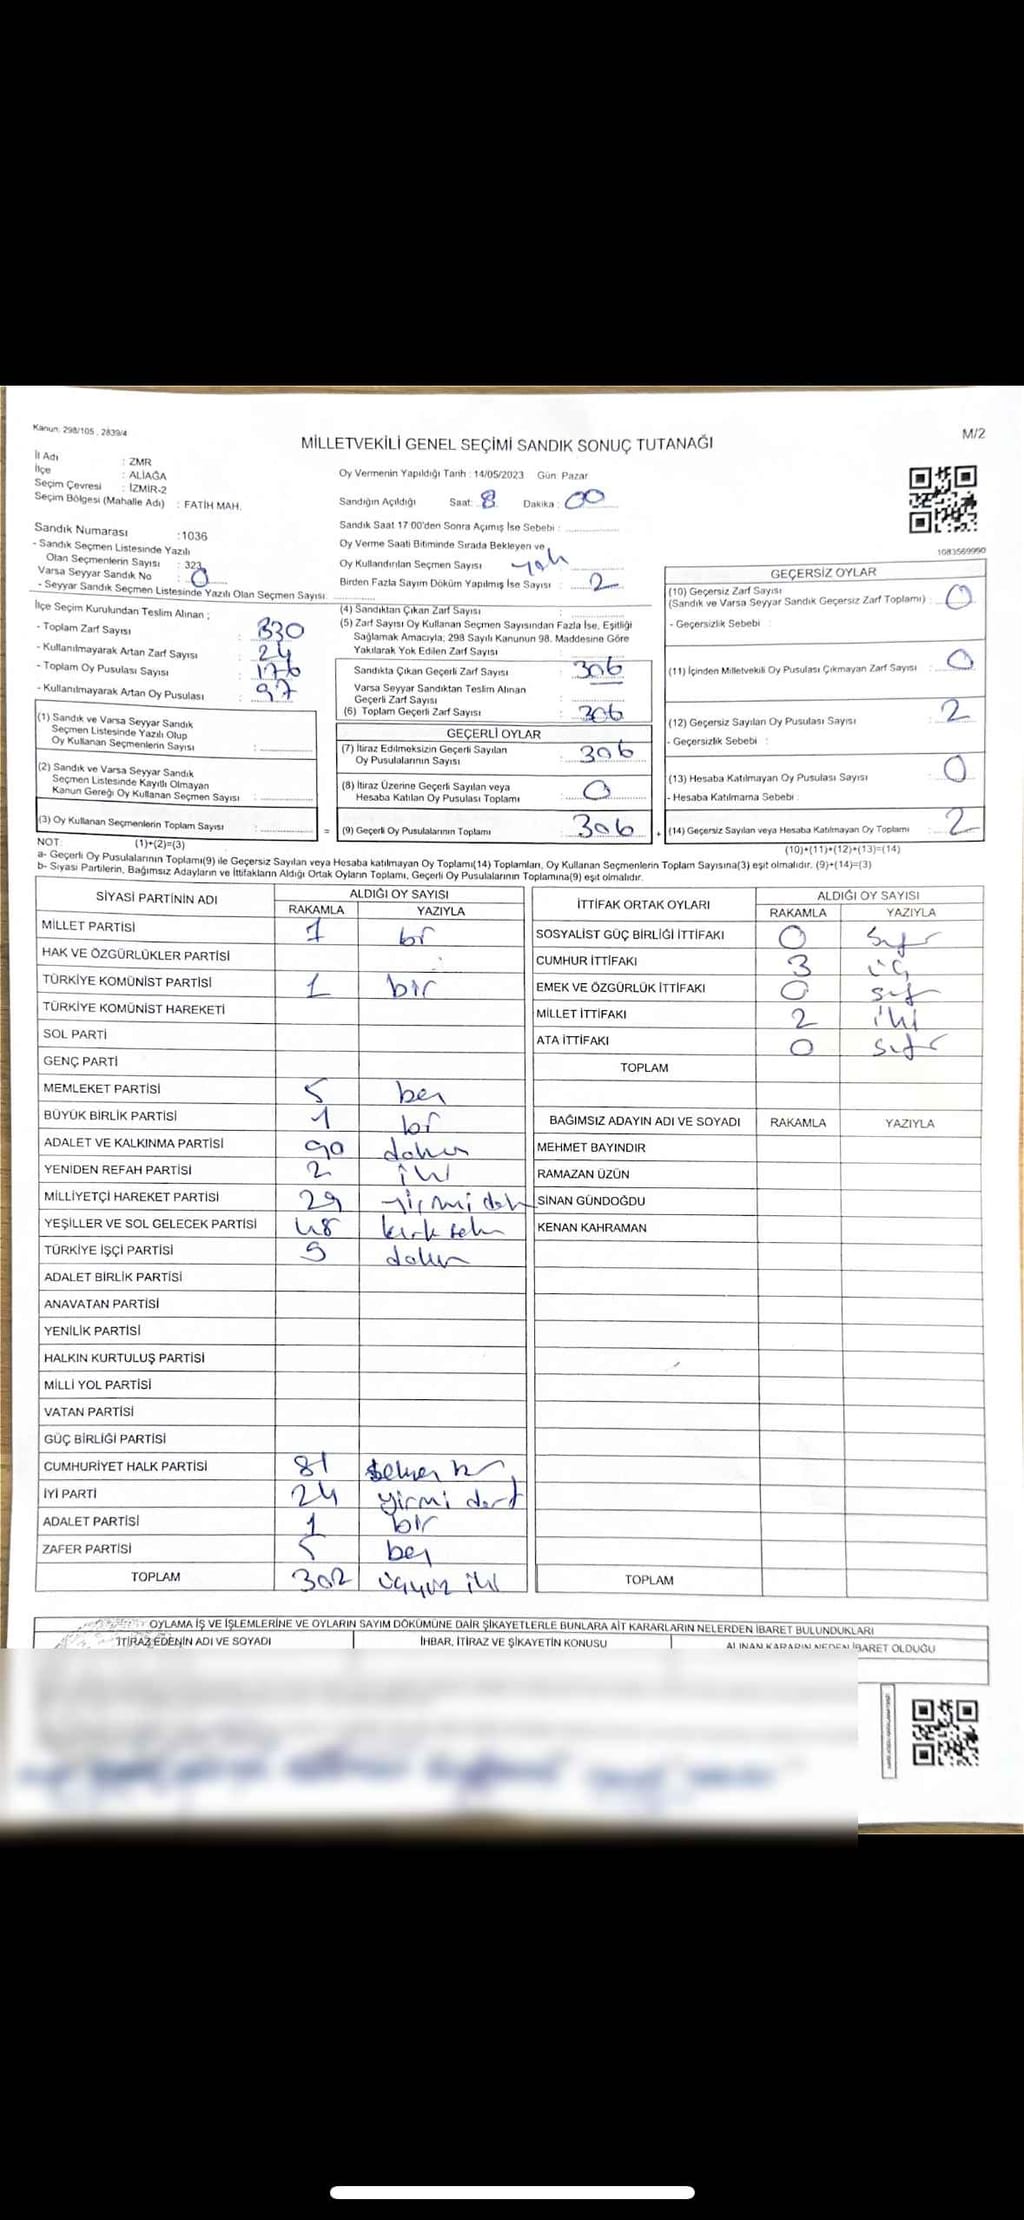 Kanun: 298/105 , 2839/4
M/2
MİLLETVEKİLİ GENEL SEÇİMİ SANDIK SONUÇ TUTANAĞI
İl Adı : ZMR
İlçe : ALİAĞA
Seçim Çevresi : İZMİR-2
Seçim Bölgesi (Mahalle Adı) : FATİH MAH.
Oy Vermenin Yapıldığı Tarih : 14/05/2023 Gün: Pazar
Sandığın Açıldığı Saat: 8 Dakika : 00
Sandık Saat 17 00'den Sonra Açımış İse Sebebi :
Oy Verme Saati Bitiminde Sırada Bekleyen ve
Oy Kullandırılan Seçmen Sayısı yok
Birden Fazla Sayım Döküm Yapılmış İse Sayısı : 2
1083569990
Sandık Numarası :1036
- Sandık Seçmen Listesinde Yazılı
Olan Seçmenlerin Sayısı : 323
Varsa Seyyar Sandık No : 0
- Seyyar Sandık Seçmen Listesinde Yazılı Olan Seçmen Sayısı:
İlçe Seçim Kurulundan Teslim Alınan ;
- Toplam Zarf Sayısı : 330
- Kullanılmayarak Artan Zarf Sayısı : 24
- Toplam Oy Pusulası Sayısı : 176
- Kullanılmayarak Artan Oy Pusulası : 97
(1) Sandık ve Varsa Seyyar Sandık
Seçmen Listesinde Yazılı Olup
Oy Kullanan Seçmenlerin Sayısı :
(2) Sandık ve Varsa Seyyar Sandık
Seçmen Listesinde Kayıtlı Olmayan
Kanun Gereği Oy Kullanan Seçmen Sayısı :
(3) Oy Kullanan Seçmenlerin Toplam Sayısı :
(4) Sandıktan Çıkan Zarf Sayısı :
(5) Zarf Sayısı Oy Kullanan Seçmen Sayısından Fazla İse, Eşitliği
Sağlamak Amacıyla; 298 Sayılı Kanunun 98. Maddesine Göre
Yakılarak Yok Edilen Zarf Sayısı :
Sandıkta Çıkan Geçerli Zarf Sayısı : 306
Varsa Seyyar Sandıktan Teslim Alınan
Geçerli Zarf Sayısı :
(6) Toplam Geçerli Zarf Sayısı : 306
GEÇERLİ OYLAR
(7) İtiraz Edilmeksizin Geçerli Sayılan
Oy Pusulalarının Sayısı : 306
(8) İtiraz Üzerine Geçerli Sayılan veya
Hesaba Katılan Oy Pusulası Toplamı : 0
= (9) Geçerli Oy Pusulalarının Toplamı : 306
GEÇERSİZ OYLAR
(10) Geçersiz Zarf Sayısı
(Sandık ve Varsa Seyyar Sandık Geçersiz Zarf Toplamı) : 0
- Geçersizlik Sebebi :
(11) İçinden Milletvekili Oy Pusulası Çıkmayan Zarf Sayısı : 0
(12) Geçersiz Sayılan Oy Pusulası Sayısı : 2
- Geçersizlik Sebebi :
(13) Hesaba Katılmayan Oy Pusulası Sayısı : 0
- Hesaba Katılmama Sebebi :
+ (14) Geçersiz Sayılan veya Hesaba Katılmayan Oy Toplamı : 2
NOT: (1)+(2)=(3)
(10)+(11)+(12)+(13)=(14)
a- Geçerli Oy Pusulalarının Toplamı(9) ile Geçersiz Sayılan veya Hesaba katılmayan Oy Toplamı(14) Toplamları, Oy Kullanan Seçmenlerin Toplam Sayısına(3) eşit olmalıdır. (9)+(14)=(3)
b- Siyasi Partilerin, Bağımsız Adayların ve İttifakların Aldığı Ortak Oyların Toplamı, Geçerli Oy Pusulalarının Toplamına(9) eşit olmalıdır.
SİYASİ PARTİNİN ADI ALDIĞI OY SAYISI
RAKAMLA YAZIYLA
MİLLET PARTİSİ 1 bir
HAK VE ÖZGÜRLÜKLER PARTİSİ
TÜRKİYE KOMÜNİST PARTİSİ 1 bir
TÜRKİYE KOMÜNİST HAREKETİ
SOL PARTİ
GENÇ PARTİ
MEMLEKET PARTİSİ 5 beş
BÜYÜK BİRLİK PARTİSİ 1 bir
ADALET VE KALKINMA PARTİSİ 90 doksan
YENİDEN REFAH PARTİSİ 2 iki
MİLLİYETÇİ HAREKET PARTİSİ 29 yirmi dok
YEŞİLLER VE SOL GELECEK PARTİSİ 48 kırk sek
TÜRKİYE İŞÇİ PARTİSİ 9 dokuz
ADALET BİRLİK PARTİSİ
ANAVATAN PARTİSİ
YENİLİK PARTİSİ
HALKIN KURTULUŞ PARTİSİ
MİLLİ YOL PARTİSİ
VATAN PARTİSİ
GÜÇ BİRLİĞİ PARTİSİ
CUMHURİYET HALK PARTİSİ 81 seksen bir
İYİ PARTİ 24 yirmi dört
ADALET PARTİSİ 1 bir
ZAFER PARTİSİ 5 beş
TOPLAM 302 üçyüz iki
İTTİFAK ORTAK OYLARI ALDIĞI OY SAYISI
RAKAMLA YAZIYLA
SOSYALİST GÜÇ BİRLİĞİ İTTİFAKI 0 sıfır
CUMHUR İTTİFAKI 3 üç
EMEK VE ÖZGÜRLÜK İTTİFAKI 0 sıfır
MİLLET İTTİFAKI 2 iki
ATA İTTİFAKI 0 sıfır
TOPLAM
BAĞIMSIZ ADAYIN ADI VE SOYADI RAKAMLA YAZIYLA
MEHMET BAYINDIR
RAMAZAN ÜZÜN
SİNAN GÜNDOĞDU
KENAN KAHRAMAN
TOPLAM
OYLAMA İŞ VE İŞLEMLERİNE VE OYLARIN SAYIM DÖKÜMÜNE DAİR ŞİKAYETLERLE BUNLARA AİT KARARLARIN NELERDEN İBARET BULUNDUKLARI
İTİRAZ EDENİN ADI VE SOYADI İHBAR, İTİRAZ VE ŞİKAYETİN KONUSU ALINAN KARARIN NEDEN İBARET OLDUĞU